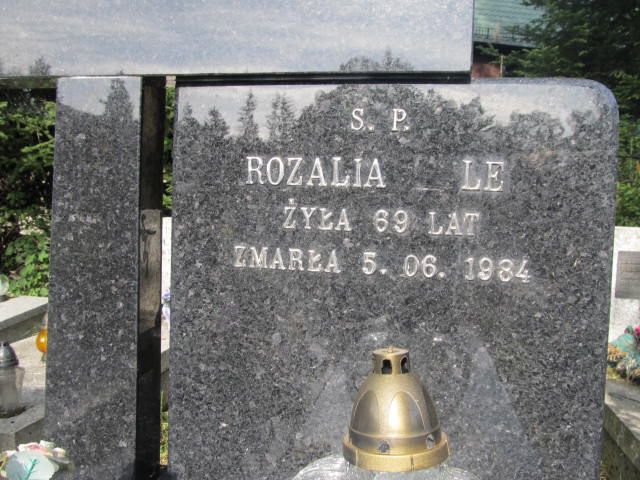 S. P.
ROZALIA LE
ŻYŁA 69 LAT
ZMARŁA 5. 06. 1984